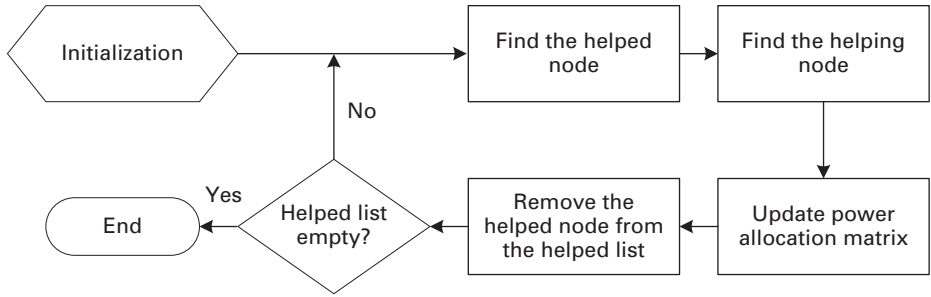 Initialization
Find the helped
node
Find the helping
node
No
Yes
End
Helped list
empty?
Remove the
helped node from
the helped list
Update power
allocation matrix